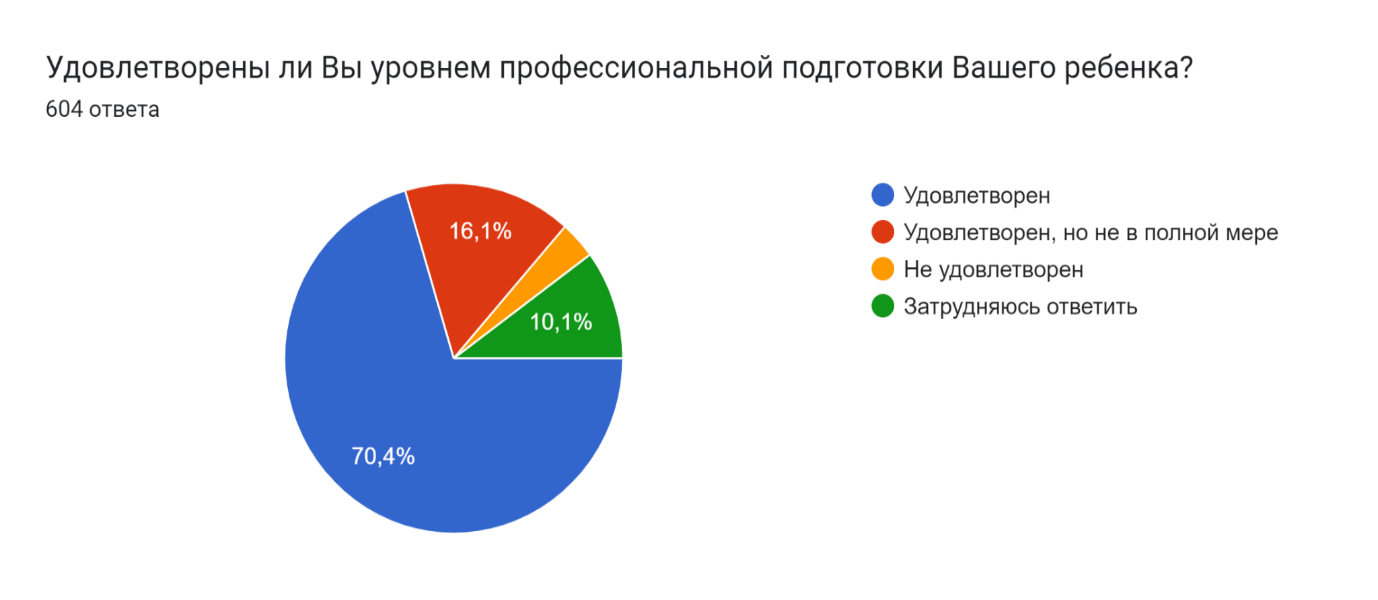 Удовлетворены ли Вы уровнем профессиональной подготовки Вашего ребенка?
604 ответа
16,1%
10,1%
70,4%
Удовлетворен
Удовлетворен, но не в полной мере
Не удовлетворен
Затрудняюсь ответить